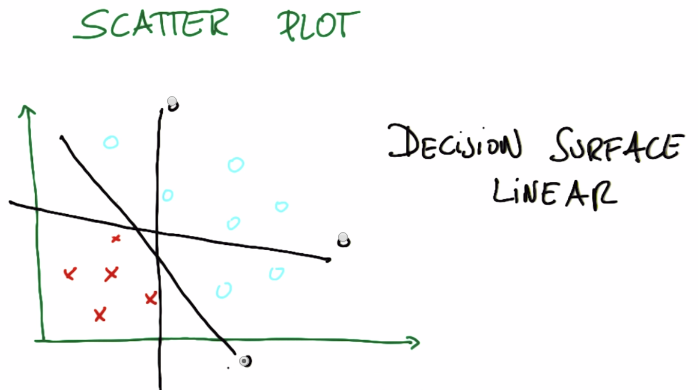 SCATTER PLOT
DECISION SURFACE
LINEAR